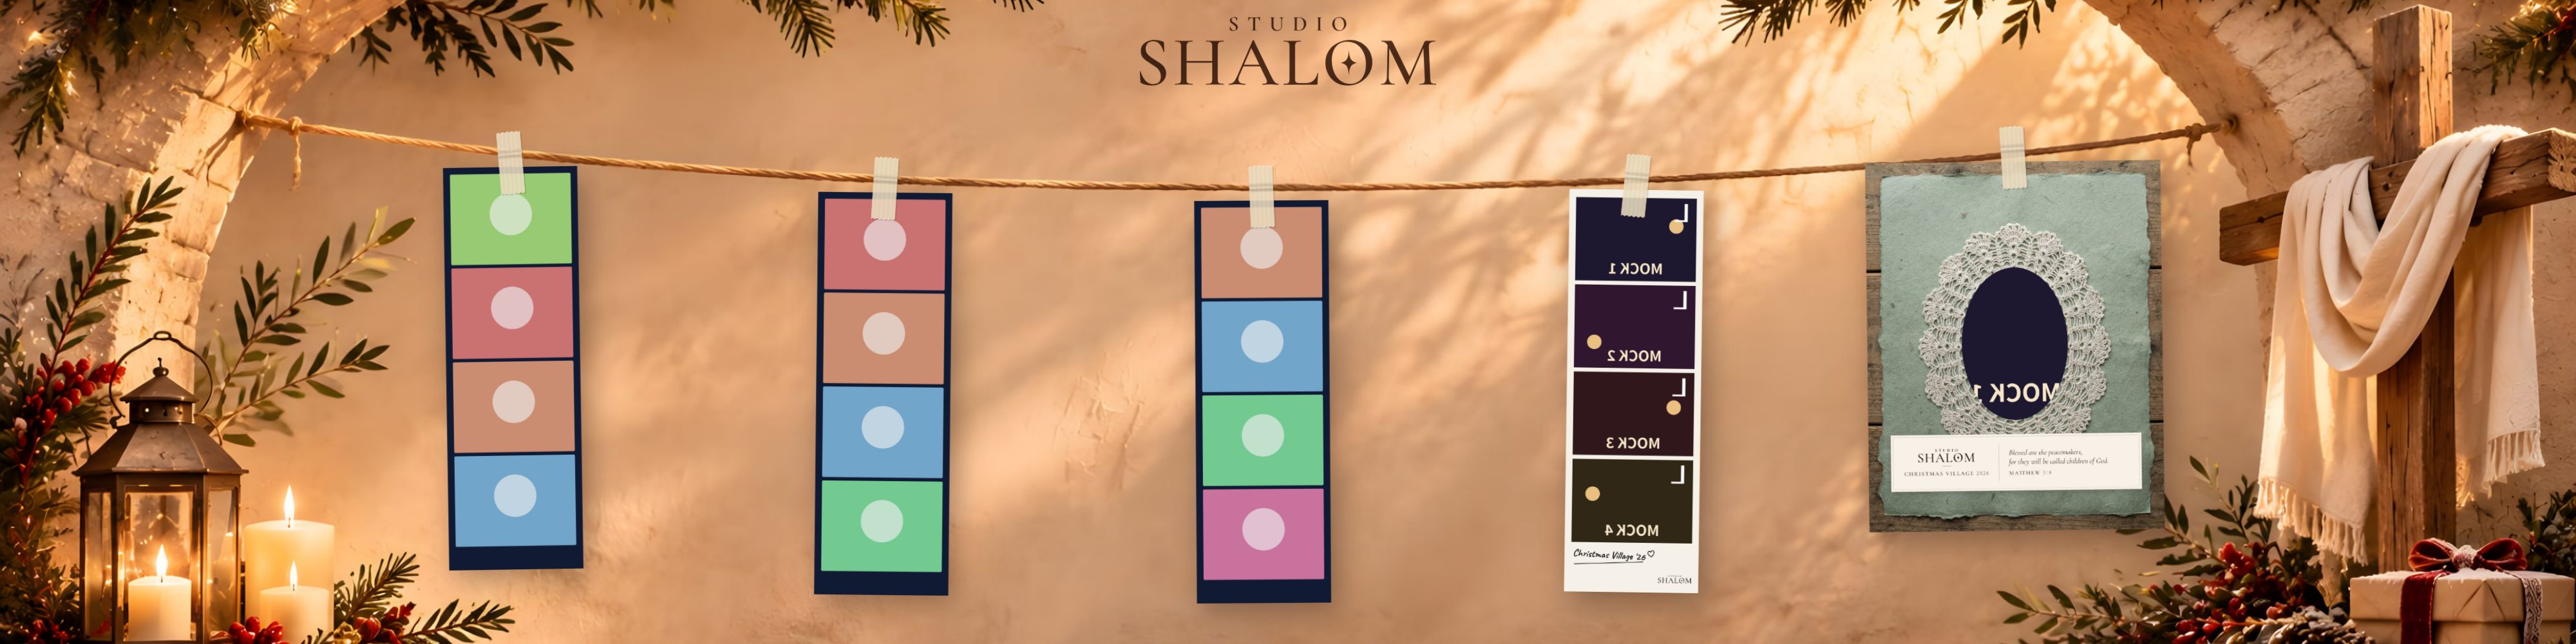 STUDIO
SHALOM
MOCK 1
MOCK 2
MOCK 3
MOCK 4
Christmas Village '26
SHALOM
MOCK 1
STUDIO
SHALOM
CHRISTMAS VILLAGE 2026
Blessed are the peacemakers,
for they will be called children of God.
MATTHEW 5:9